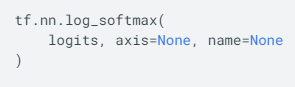 tf.nn.log_softmax(
    logits, axis=None, name=None
)